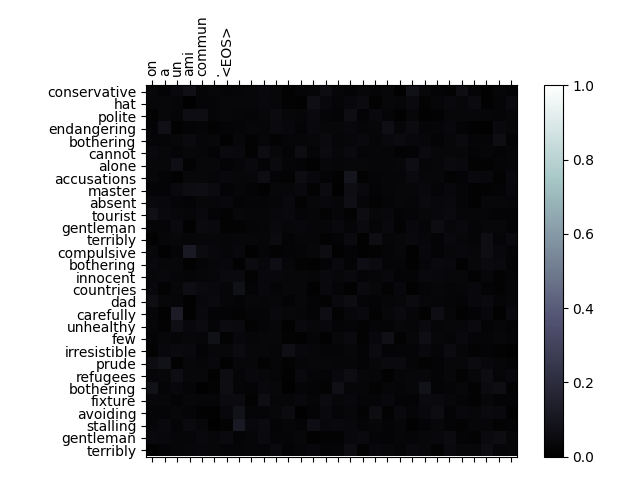 on
a
un
ami
commun
.
<EOS>
conservative
hat
polite
endangering
bothering
cannot
alone
accusations
master
absent
tourist
gentleman
terribly
compulsive
bothering
innocent
countries
dad
carefully
unhealthy
few
irresistible
prude
refugees
bothering
fixture
avoiding
stalling
gentleman
terribly
1.0
0.8
0.6
0.4
0.2
0.0